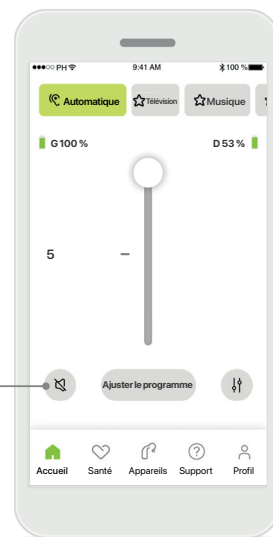 PH 9:41 AM 100 %
Automatique Télévision Musique
G 100 % D 53 %
5
Ajuster le programme
Accueil Santé Appareils Support Profil